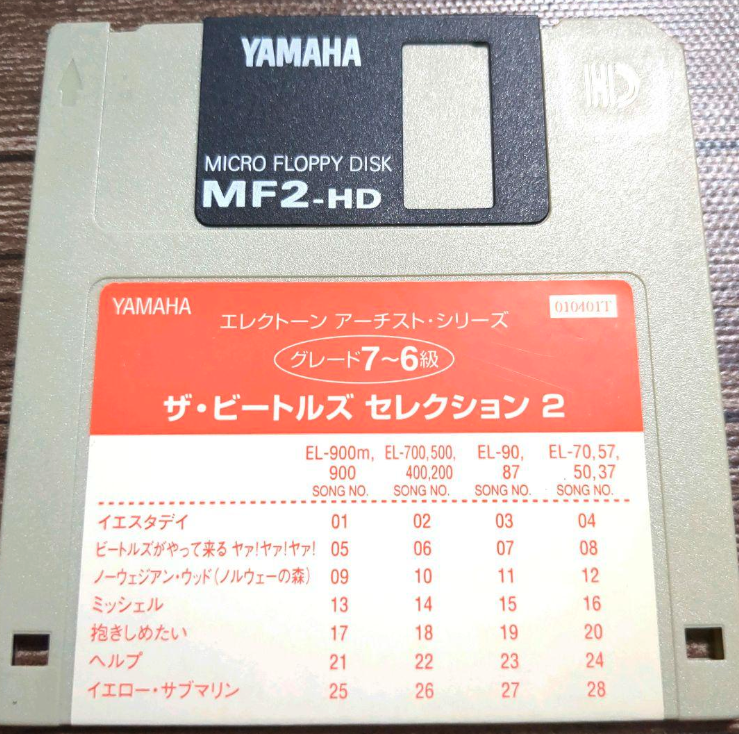 YAMAHA
HD
MICRO FLOPPY DISK
MF2-HD
YAMAHA
010401T
エレクトーン アーチスト・シリーズ
グレード7~6級
ザ・ビートルズ セレクション 2
EL-900m, EL-700,500, EL-90, EL-70,57,
900 400,200 87 50,37
SONG NO. SONG NO. SONG NO. SONG NO.
イエスタデイ 01 02 03 04
ビートルズがやって来る ヤァ!ヤァ!ヤァ! 05 06 07 08
ノーウェジアン・ウッド(ノルウェーの森) 09 10 11 12
ミッシェル 13 14 15 16
抱きしめたい 17 18 19 20
ヘルプ 21 22 23 24
イエロー・サブマリン 25 26 27 28